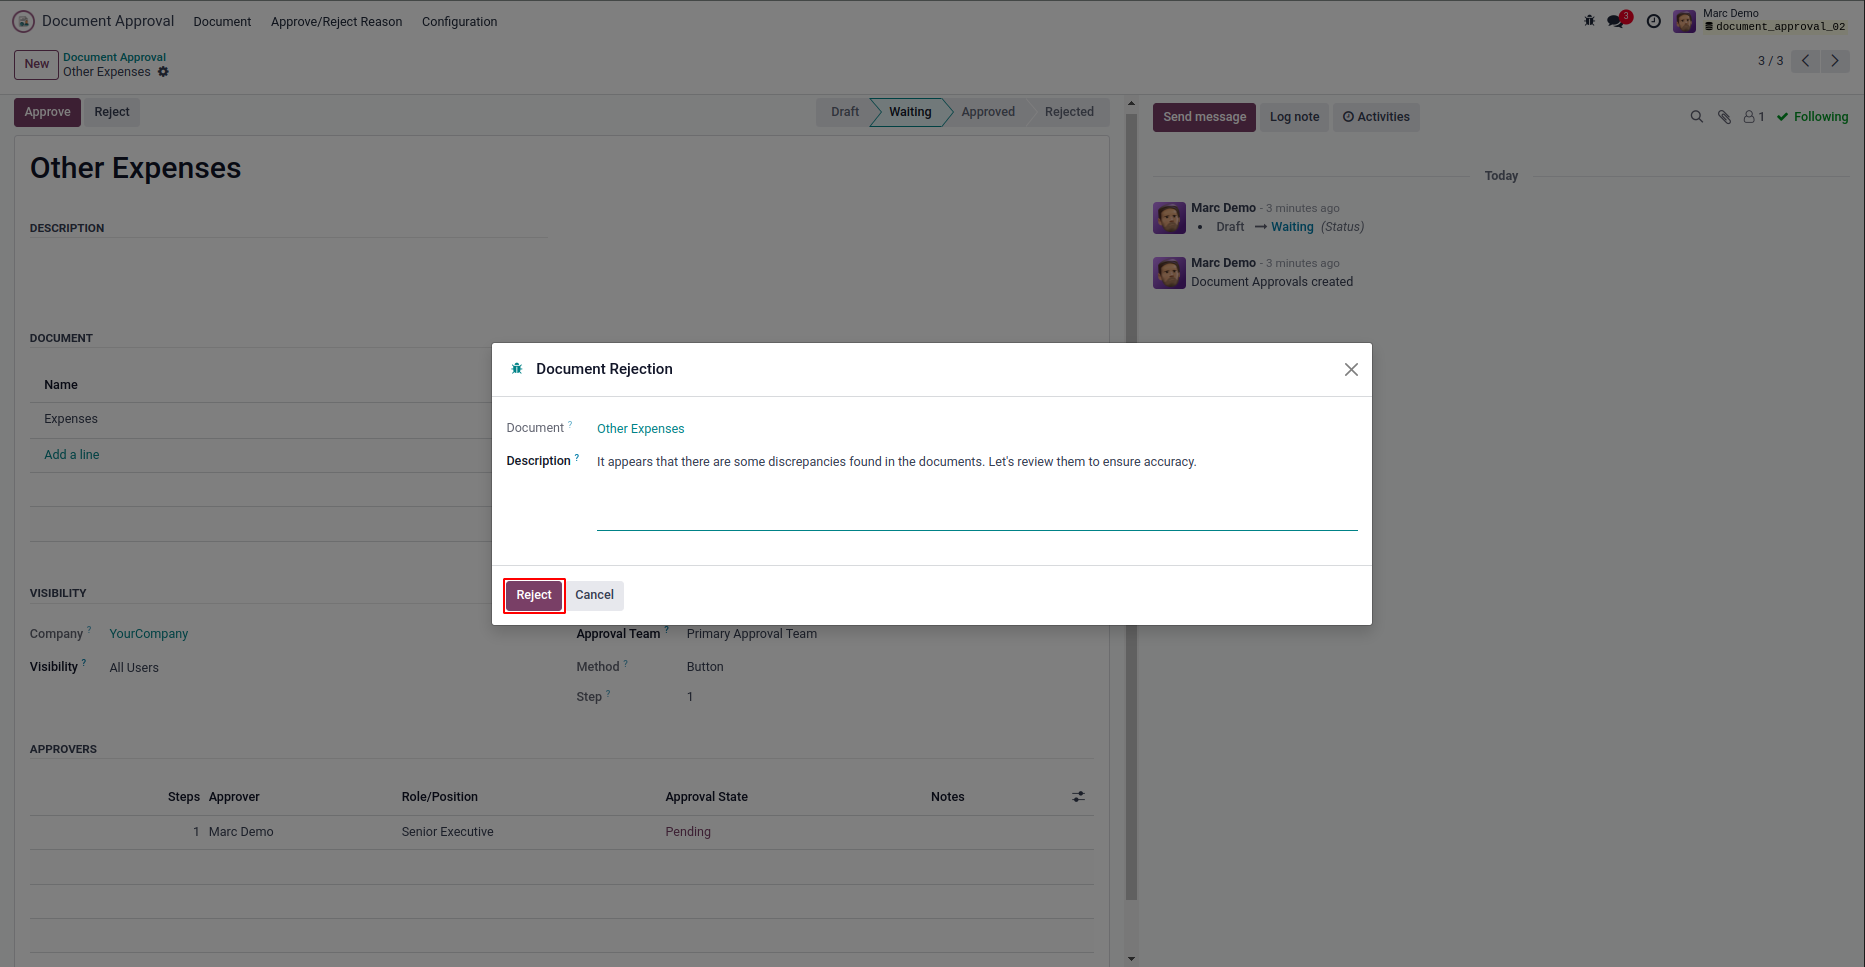 Document Approval Document Approve/Reject Reason Configuration 3 Marc Demo
document_approval_02
New Document Approval
Other Expenses
3 / 3
Approve Reject Draft Waiting Approved Rejected
Send message Log note Activities 1 Following
Other Expenses
Today
Marc Demo - 3 minutes ago
• Draft → Waiting (Status)
Marc Demo - 3 minutes ago
Document Approvals created
DESCRIPTION
DOCUMENT
Name
Expenses
Add a line
Document Rejection
Document ? Other Expenses
Description ? It appears that there are some discrepancies found in the documents. Let's review them to ensure accuracy.
Reject Cancel
VISIBILITY
Company ? YourCompany Approval Team ? Primary Approval Team
Visibility ? All Users Method ? Button
Step ? 1
APPROVERS
Steps Approver Role/Position Approval State Notes
1 Marc Demo Senior Executive Pending